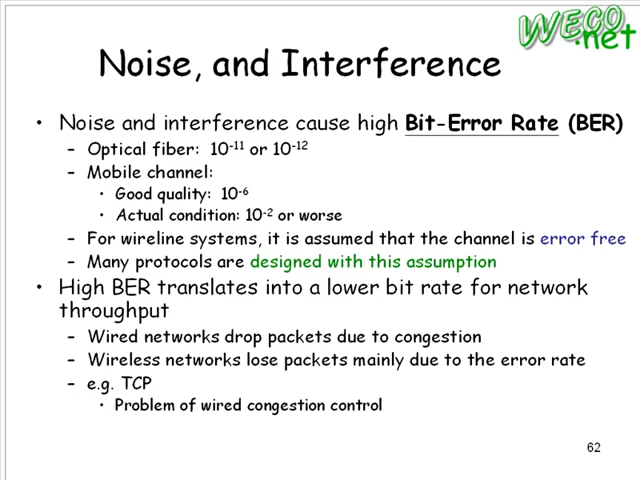 WECO
.net
Noise, and Interference
• Noise and interference cause high Bit-Error Rate (BER)
– Optical fiber: 10⁻¹¹ or 10⁻¹²
– Mobile channel:
• Good quality: 10⁻⁶
• Actual condition: 10⁻² or worse
– For wireline systems, it is assumed that the channel is error free
– Many protocols are designed with this assumption
• High BER translates into a lower bit rate for network
throughput
– Wired networks drop packets due to congestion
– Wireless networks lose packets mainly due to the error rate
– e.g. TCP
• Problem of wired congestion control
62